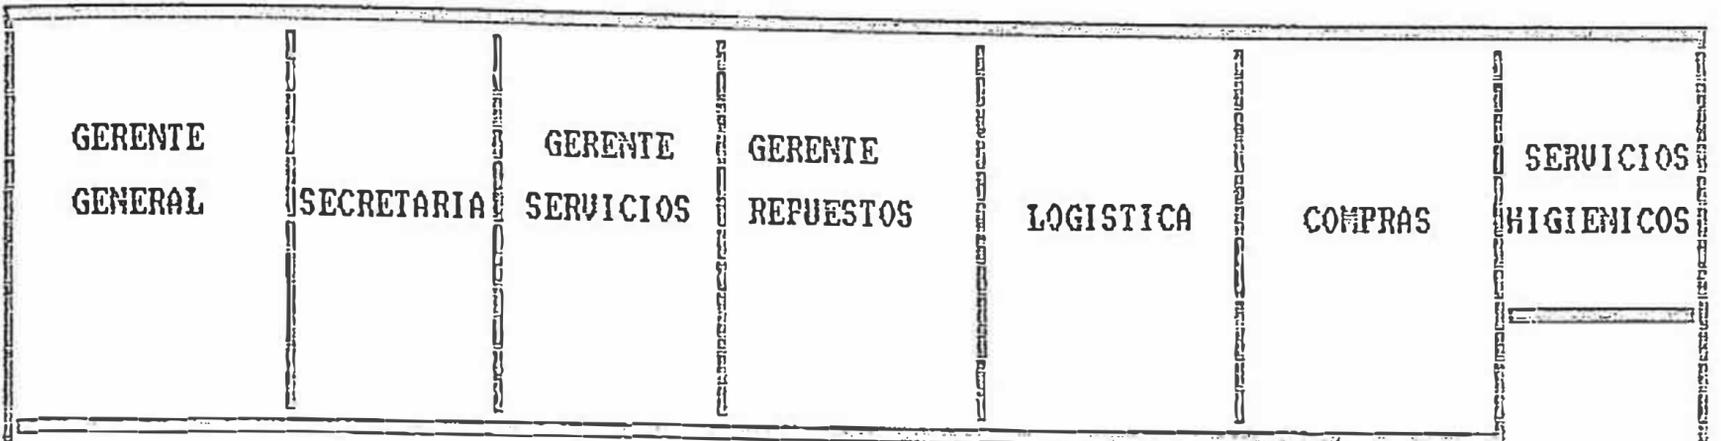 GERENTE
GENERAL
SECRETARIA
GERENTE
SERVICIOS
GERENTE
REPUESTOS
LOGISTICA
COMPRAS
SERVICIOS
HIGIENICOS